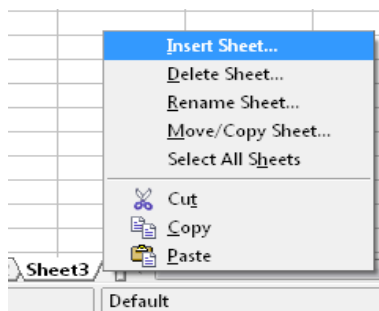 Insert Sheet...
Delete Sheet...
Rename Sheet...
Move/Copy Sheet...
Select All Sheets
Cut
Copy
Paste
Sheet3
Default